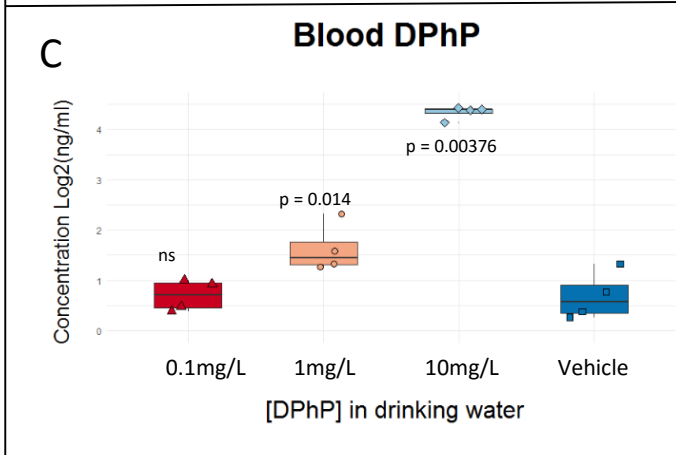 C
Blood DPhP
Concentration Log2(ng/ml)
4
3
2
1
0
p = 0.00376
p = 0.014
ns
0.1mg/L
1mg/L
10mg/L
Vehicle
[DPhP] in drinking water